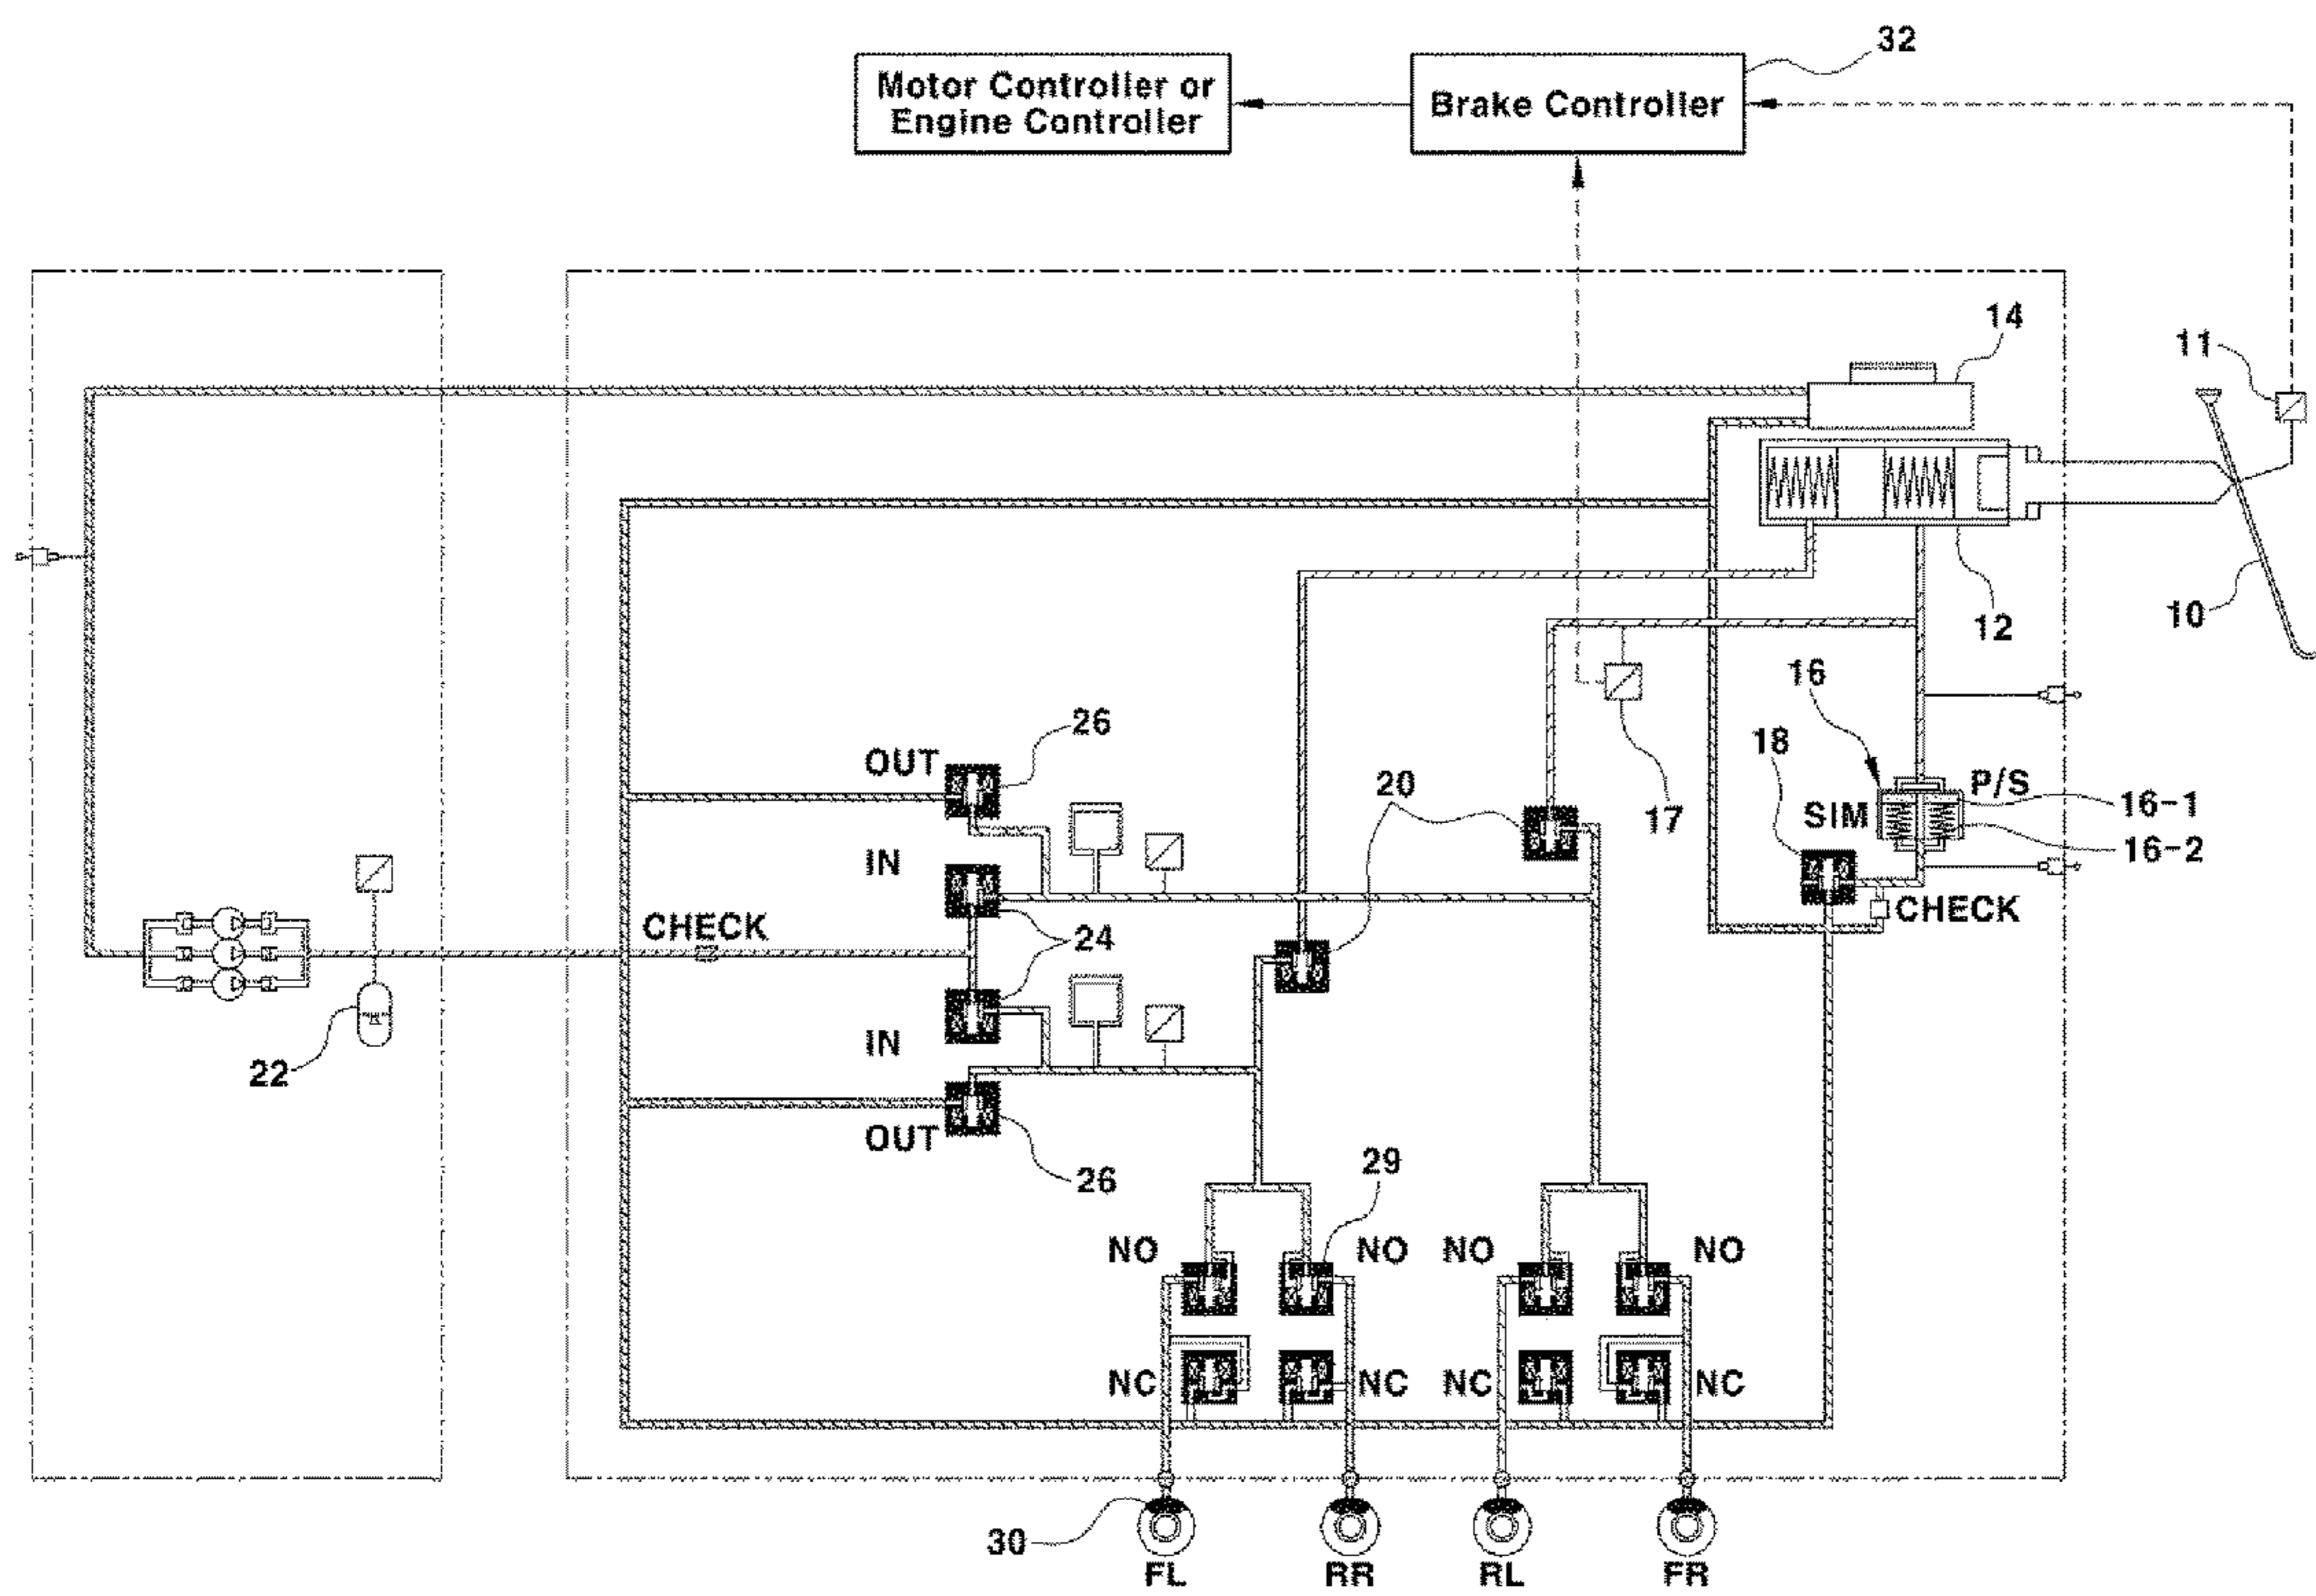 32
Motor Controller or
Engine Controller
Brake Controller
14
11
10
12
16
17
18
P/S
SIM
16-1
16-2
CHECK
26
OUT
20
IN
CHECK
24
IN
22
OUT
26
29
NO
NO
NO
NO
NC
NC
NC
NC
30
FL
RR
RL
FR